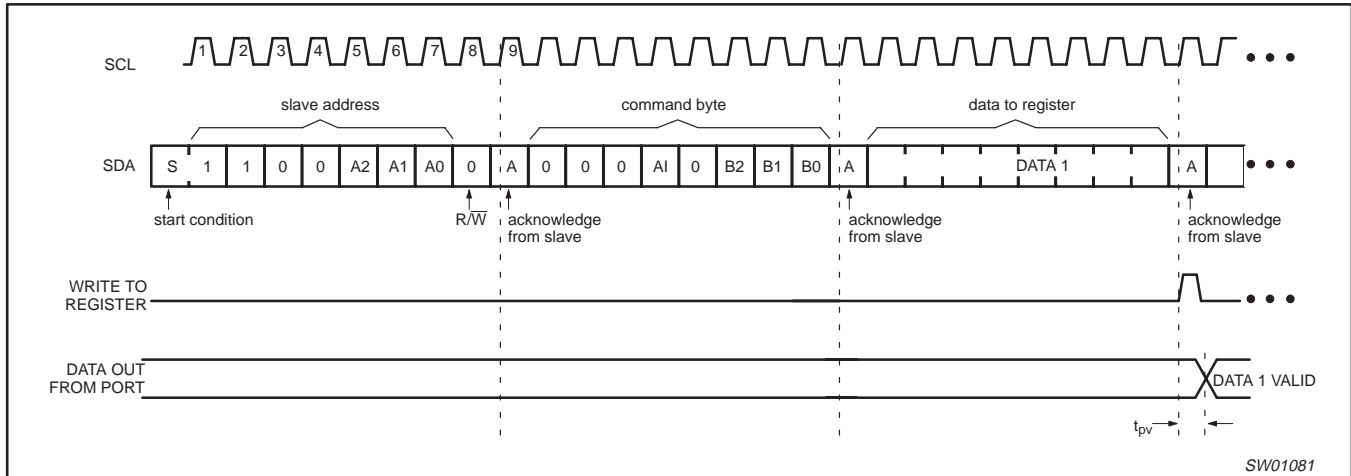 SCL 1 2 3 4 5 6 7 8 9
slave address command byte data to register
SDA S 1 1 0 0 A2 A1 A0 0 A 0 0 0 AI 0 B2 B1 B0 A DATA 1 A
start condition R/W̅ acknowledge from slave acknowledge from slave acknowledge from slave
WRITE TO
REGISTER
DATA OUT
FROM PORT
DATA 1 VALID
tpv
SW01081